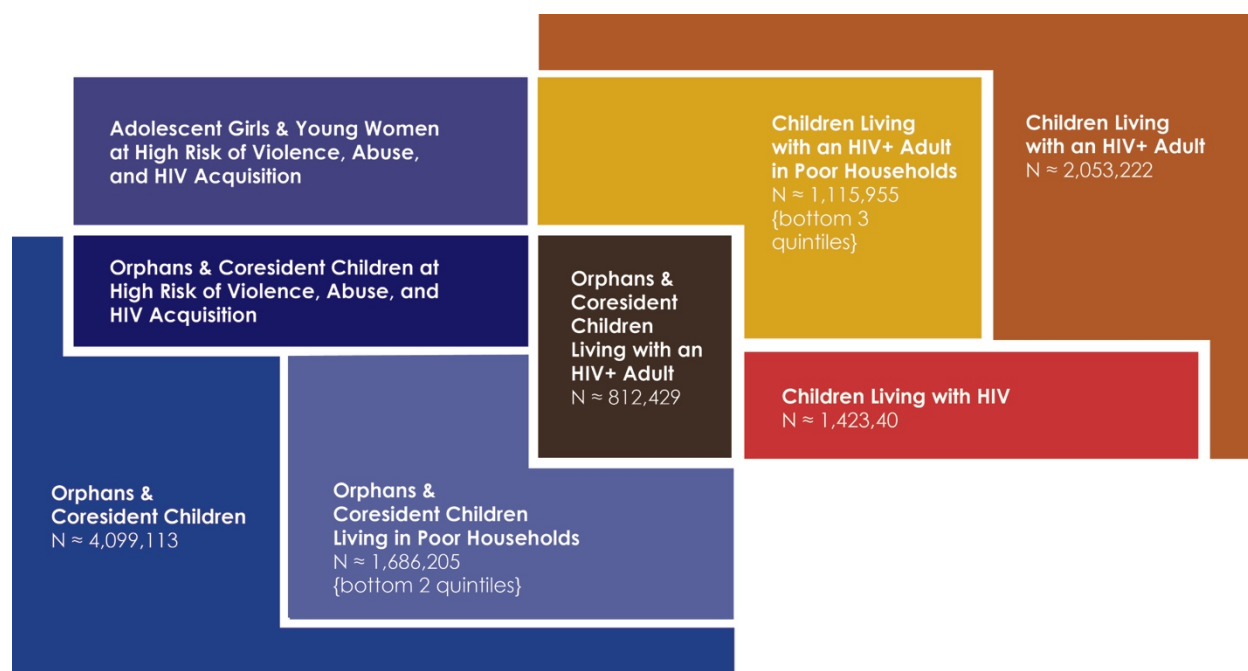 Adolescent Girls & Young Women
at High Risk of Violence, Abuse,
and HIV Acquisition
Children Living
with an HIV+ Adult
in Poor Households
N ≈ 1,115,955
{bottom 3
quintiles}
Children Living
with an HIV+ Adult
N ≈ 2,053,222
Orphans & Coresident Children at
High Risk of Violence, Abuse, and
HIV Acquisition
Orphans &
Coresident
Children
Living with an
HIV+ Adult
N ≈ 812,429
Children Living with HIV
N ≈ 1,423,40
Orphans &
Coresident Children
N ≈ 4,099,113
Orphans &
Coresident Children
Living in Poor Households
N ≈ 1,686,205
{bottom 2 quintiles}